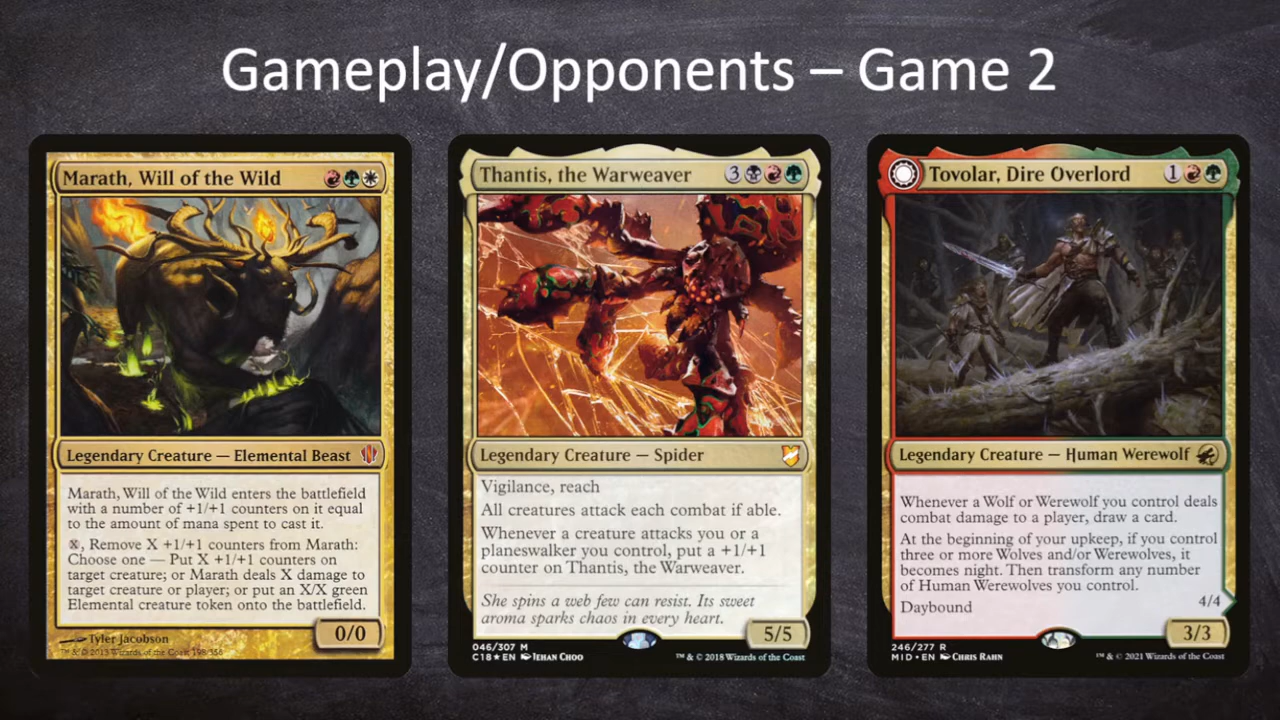 Gameplay/Opponents – Game 2
Marath, Will of the Wild
Legendary Creature — Elemental Beast
Marath, Will of the Wild enters the battlefield
with a number of +1/+1 counters on it equal
to the amount of mana spent to cast it.
X, Remove X +1/+1 counters from Marath:
Choose one — Put X +1/+1 counters on
target creature; or Marath deals X damage to
target creature or player; or put an X/X green
Elemental creature token onto the battlefield.
0/0
Tyler Jacobson
™ & © 2013 Wizards of the Coast 198/356
Thantis, the Warweaver 3
Legendary Creature — Spider
Vigilance, reach
All creatures attack each combat if able.
Whenever a creature attacks you or a
planeswalker you control, put a +1/+1
counter on Thantis, the Warweaver.
She spins a web few can resist. Its sweet
aroma sparks chaos in every heart.
5/5
046/307 M
C18★EN Jehan Choo ™ & © 2018 Wizards of the Coast
Tovolar, Dire Overlord 1
Legendary Creature — Human Werewolf
Whenever a Wolf or Werewolf you control deals
combat damage to a player, draw a card.
At the beginning of your upkeep, if you control
three or more Wolves and/or Werewolves, it
becomes night. Then transform any number
of Human Werewolves you control.
Daybound
4/4
3/3
246/277 R
MID • EN Chris Rahn ™ & © 2021 Wizards of the Coast